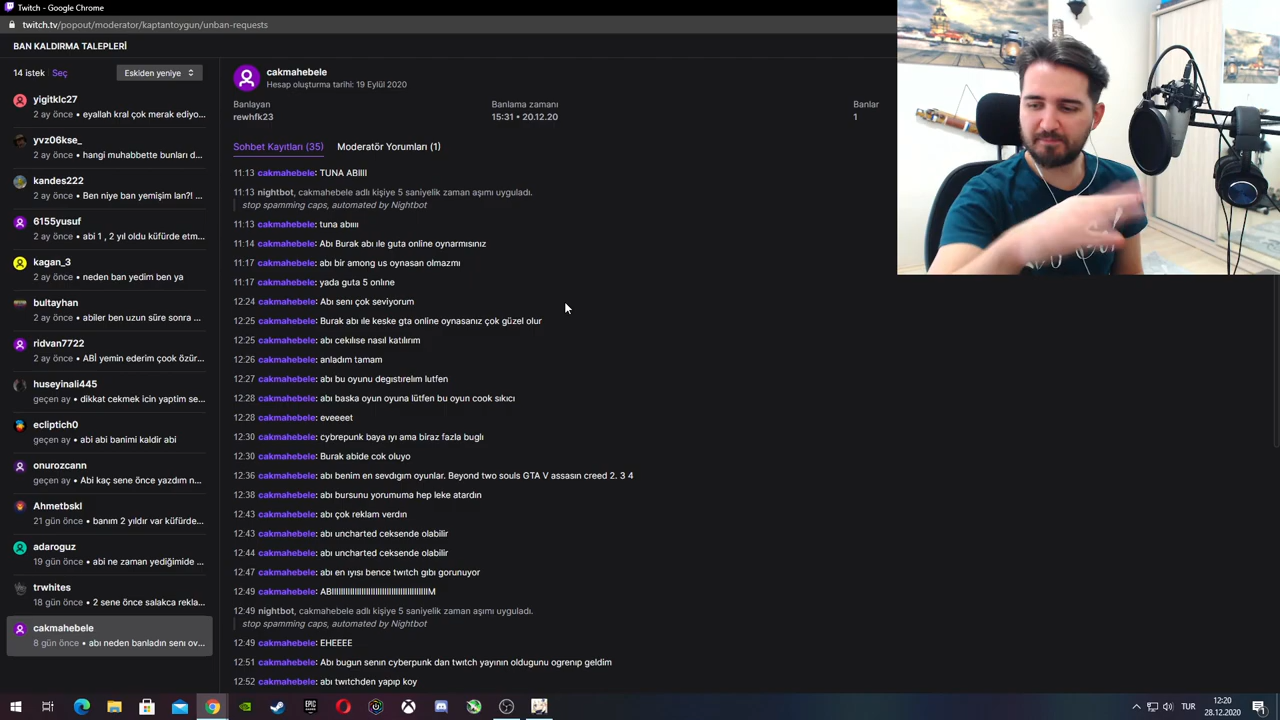 Twitch - Google Chrome
twitch.tv/popout/moderator/kaptantoygun/unban-requests
BAN KALDIRMA TALEPLERİ
14 istek Seç Eskiden yeniye
yigitklc27
2 ay önce • eyallah kral çok merak ediyo...
yvz06kse_
2 ay önce • hangi muhabbette bunları d...
kandes222
2 ay önce • Ben niye ban yemişim lan?! ...
6155yusuf
2 ay önce • abi 1 , 2 yıl oldu küfürde etm...
kagan_3
2 ay önce • neden ban yedim ben ya
bultayhan
2 ay önce • abiler ben uzun süre sonra ...
ridvan7722
2 ay önce • ABİ yemin ederim çook özür...
huseyinali445
geçen ay • dikkat cekmek icin yaptim se...
ecliptich0
geçen ay • abi abi banimi kaldir abi
onurozcann
geçen ay • Abi kaç sene önce yazdım n...
Ahmetbskl
21 gün önce • banım 2 yıldır var küfürde...
adaroguz
19 gün önce • abi ne zaman yediğimide ...
trwhites
18 gün önce • 2 sene önce salakca rekla...
cakmahebele
8 gün önce • abı neden banladın senı ov...
cakmahebele
Hesap oluşturma tarihi: 19 Eylül 2020
Banlayan Banlama zamanı Banlar
rewhfk23 15:31 • 20.12.20 1
Sohbet Kayıtları (35) Moderatör Yorumları (1)
11:13 cakmahebele: TUNA ABIIII
11:13 nightbot, cakmahebele adlı kişiye 5 saniyelik zaman aşımı uyguladı.
stop spamming caps, automated by Nightbot
11:13 cakmahebele: tuna abıııı
11:14 cakmahebele: Abı Burak abı ıle guta online oynarmısınız
11:17 cakmahebele: abı bir among us oynasan olmazmı
11:17 cakmahebele: yada guta 5 onlıne
12:24 cakmahebele: Abı senı çok seviyorum
12:25 cakmahebele: Burak abı ıle keske gta online oynasanız çok güzel olur
12:25 cakmahebele: abı cekılıse nasıl katılırım
12:26 cakmahebele: anladım tamam
12:27 cakmahebele: abı bu oyunu degıstırelım lutfen
12:28 cakmahebele: abı baska oyun oyuna lütfen bu oyun cook sıkıcı
12:28 cakmahebele: eveeeet
12:30 cakmahebele: cybrepunk baya ıyı ama biraz fazla buglı
12:30 cakmahebele: Burak abide cok oluyo
12:36 cakmahebele: abı benim en sevdıgım oyunlar. Beyond two souls GTA V assasın creed 2. 3 4
12:38 cakmahebele: abı bursunu yorumuma hep leke atardın
12:43 cakmahebele: abı çok reklam verdın
12:43 cakmahebele: abı uncharted ceksende olabilir
12:44 cakmahebele: abı uncharted ceksende olabilir
12:47 cakmahebele: abı en ıyısı bence twıtch gıbı gorunuyor
12:49 cakmahebele:
12:49 nightbot, cakmahebele adlı kişiye 5 saniyelik zaman aşımı uyguladı.
stop spamming caps, automated by Nightbot
12:49 cakmahebele: EHEEEE
12:51 cakmahebele: Abı bugun senın cyberpunk dan twıtch yayının oldugunu ogrenıp geldim
12:52 cakmahebele: abı twıtchden yapıp koy
TUR
12:20
28.12.2020